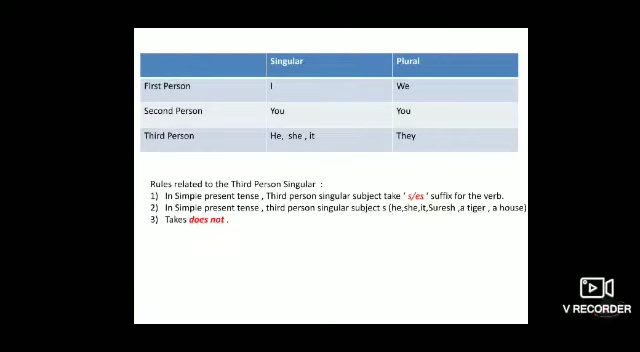 Singular Plural
First Person I We
Second Person You You
Third Person He, she , it They
Rules related to the Third Person Singular :
1) In Simple present tense , Third person singular subject take ‘ s/es ‘ suffix for the verb.
2) In Simple present tense , third person singular subject s (he,she,it,Suresh ,a tiger , a house)
3) Takes does not .
V RECORDER